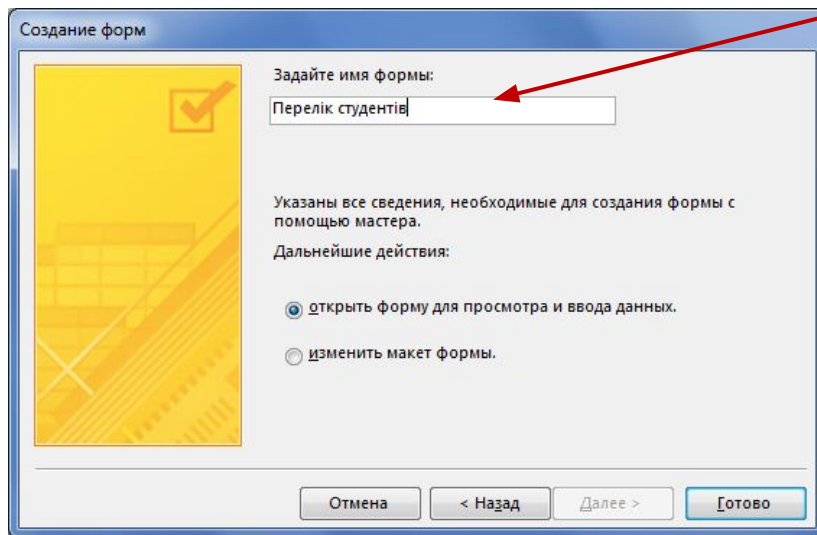 Создание форм
Задайте имя формы:
Перелік студентів
Указаны все сведения, необходимые для создания формы с
помощью мастера.
Дальнейшие действия:
открыть форму для просмотра и ввода данных.
изменить макет формы.
Отмена
< Назад
Далее >
Готово